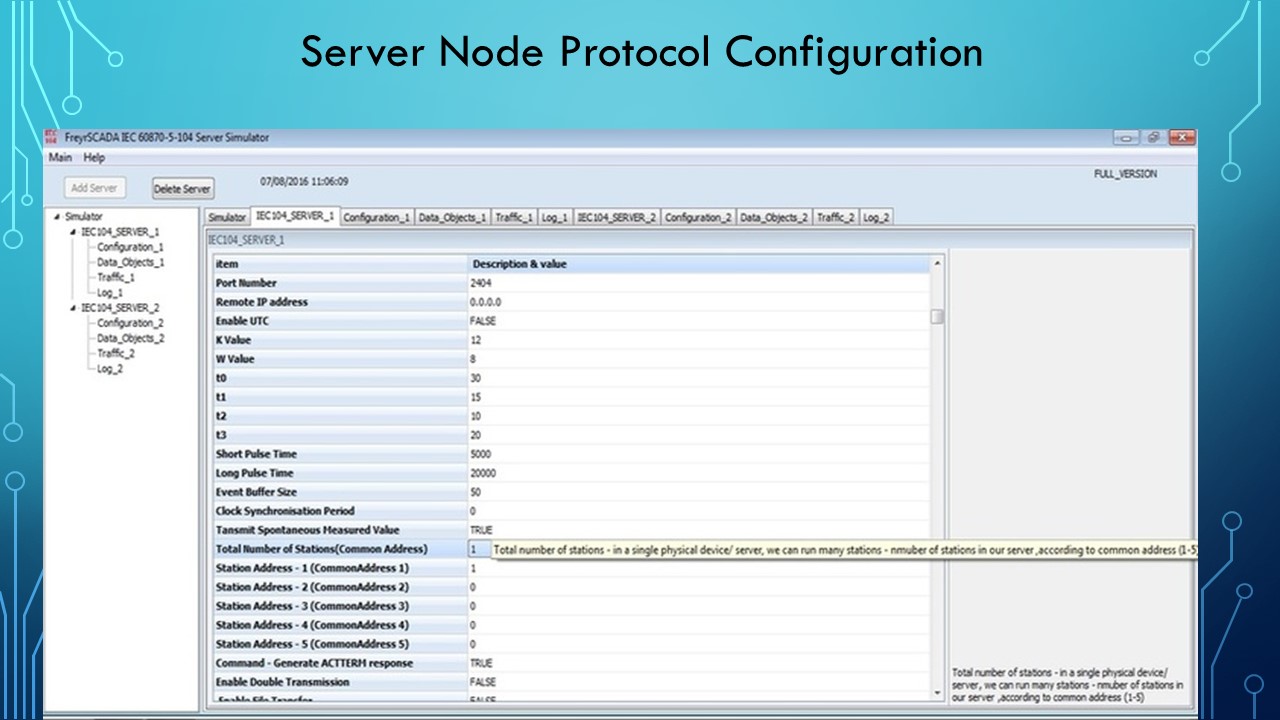 Server Node Protocol Configuration
FreyrSCADA IEC 60870-5-104 Server Simulator
Main Help
Add Server Delete Server 07/08/2016 11:06:09 FULL_VERSION
Simulator
IEC104_SERVER_1
Configuration_1
Data_Objects_1
Traffic_1
Log_1
IEC104_SERVER_2
Configuration_2
Data_Objects_2
Traffic_2
Log_2
Simulator IEC104_SERVER_1 Configuration_1 Data_Objects_1 Traffic_1 Log_1 IEC104_SERVER_2 Configuration_2 Data_Objects_2 Traffic_2 Log_2
IEC104_SERVER_1
item Description & value
Port Number 2404
Remote IP address 0.0.0.0
Enable UTC FALSE
K Value 12
W Value 8
t0 30
t1 15
t2 10
t3 20
Short Pulse Time 5000
Long Pulse Time 20000
Event Buffer Size 50
Clock Synchronisation Period 0
Tansmit Spontaneous Measured Value TRUE
Total Number of Stations(Common Address) 1 Total number of stations - in a single physical device/ server, we can run many stations - nmuber of stations in our server ,according to common address (1-5)
Station Address - 1 (CommonAddress 1) 1
Station Address - 2 (CommonAddress 2) 0
Station Address - 3 (CommonAddress 3) 0
Station Address - 4 (CommonAddress 4) 0
Station Address - 5 (CommonAddress 5) 0
Command - Generate ACTTERM response TRUE
Enable Double Transmission FALSE
Enable File Transfer FALSE
Total number of stations - in a single physical device/
server, we can run many stations - nmuber of stations in
our server ,according to common address (1-5)